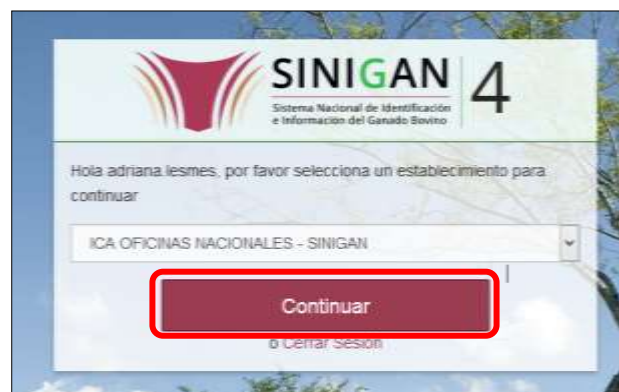 SINIGAN 4
Sistema Nacional de Identificación
e Información del Ganado Bovino
Hola adriana.lesmes, por favor selecciona un establecimiento para
continuar
ICA OFICINAS NACIONALES - SINIGAN
Continuar
o Cerrar Sesión